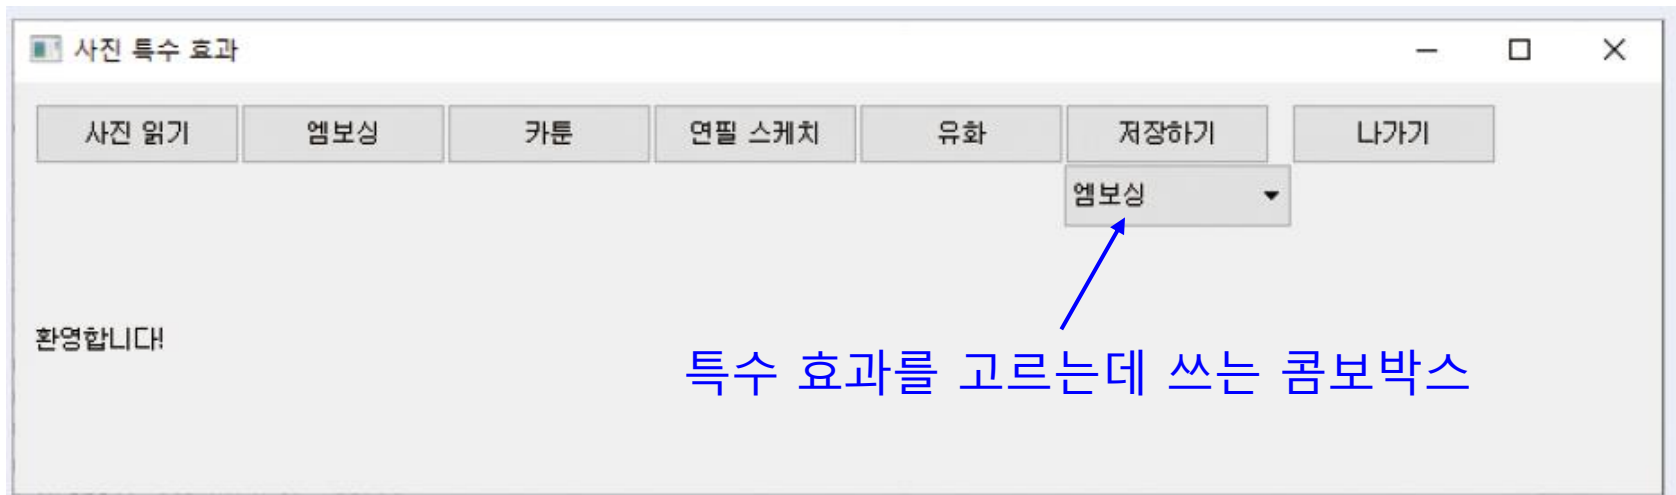 사진 특수 효과
사진 읽기 엠보싱 카툰 연필 스케치 유화 저장하기 나가기
엠보싱
환영합니다!
특수 효과를 고르는데 쓰는 콤보박스